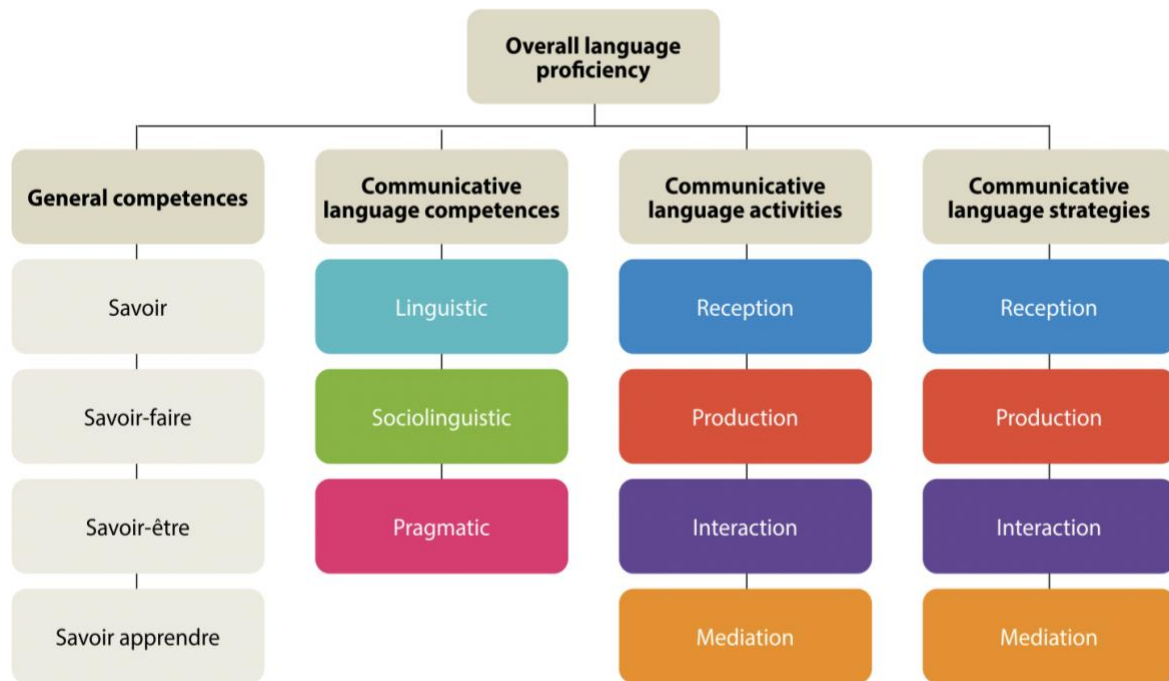 Overall language
proficiency
General competences
Communicative
language competences
Communicative
language activities
Communicative
language strategies
Savoir
Linguistic
Reception
Reception
Savoir-faire
Sociolinguistic
Production
Production
Savoir-être
Pragmatic
Interaction
Interaction
Savoir apprendre
Mediation
Mediation